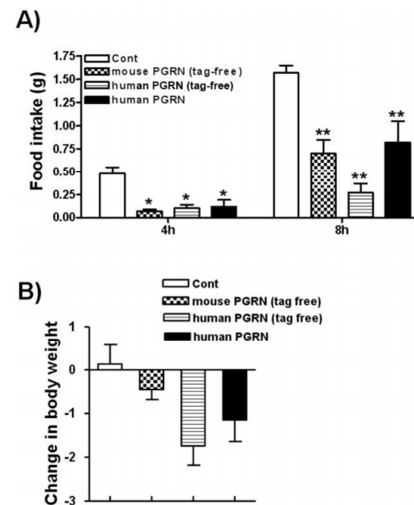 A)
Food intake (g)
1.75
1.50
1.25
1.00
0.75
0.50
0.25
0.00
Cont
mouse PGRN (tag-free)
human PGRN (tag-free)
human PGRN
* * *
** ** **
4h 8h
B)
Cont
mouse PGRN (tag free)
human PGRN (tag free)
human PGRN
Change in body weight
1
0
-1
-2
-3